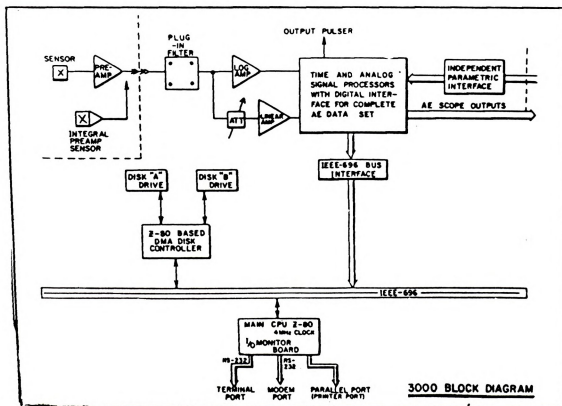 OUTPUT PULSER
PLUG
-IN
FILTER
SENSOR
X
PRE-
AMP.
LOG
AMP
TIME AND ANALOG
SIGNAL PROCESSORS
WITH DIGITAL INTER-
FACE FOR COMPLETE
AE DATA SET
INDEPENDENT
PARAMETRIC
INTERFACE
AE SCOPE OUTPUTS
X
INTEGRAL
PREAMP
SENSOR
ATT
LINEAR
AMP
IEEE-696 BUS
INTERFACE
DISK "A"
DRIVE
DISK "B"
DRIVE
Z-80 BASED
DMA DISK
CONTROLLER
IEEE-696
MAIN CPU Z-80
4MHz CLOCK
I/O MONITOR
BOARD
RS-232
RS-
232
TERMINAL
PORT
MODEM
PORT
PARALLEL PORT
(PRINTER PORT)
3000 BLOCK DIAGRAM